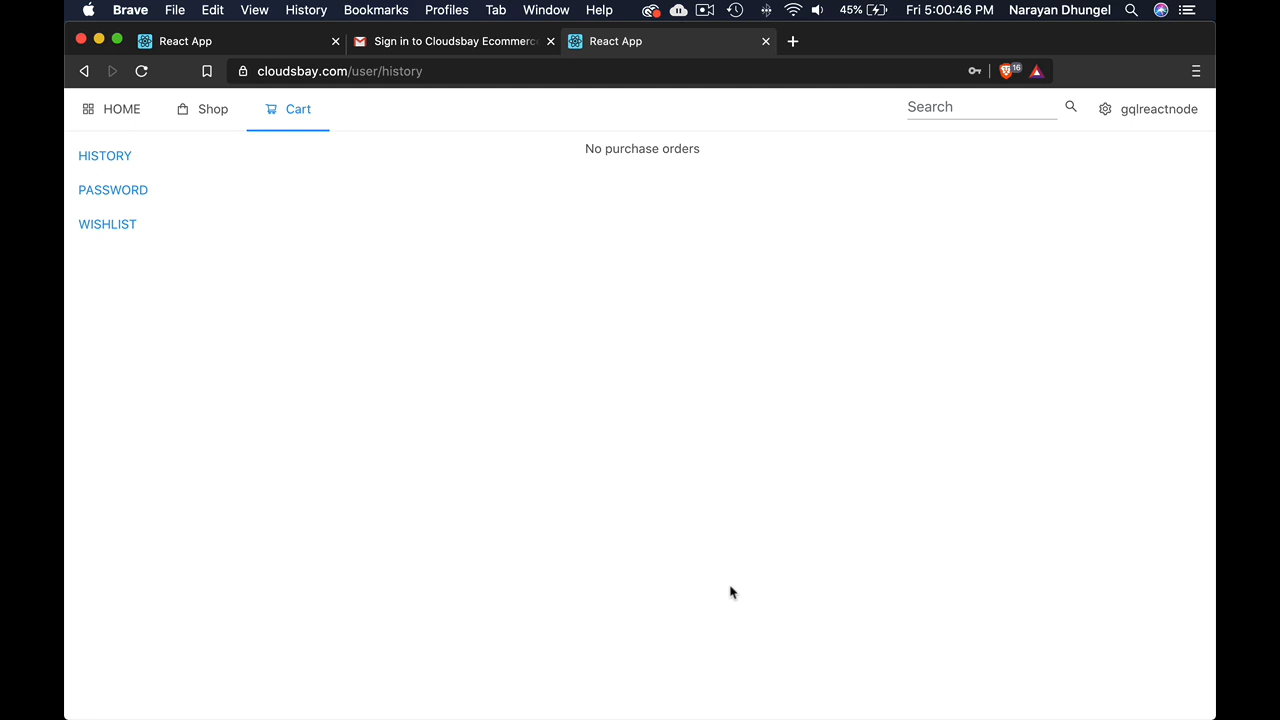 Brave File Edit View History Bookmarks Profiles Tab Window Help 45% Fri 5:00:46 PM Narayan Dhungel
React App Sign in to Cloudsbay Ecommerc React App
cloudsbay.com/user/history 16
HOME Shop Cart Search gqlreactnode
No purchase orders
HISTORY
PASSWORD
WISHLIST